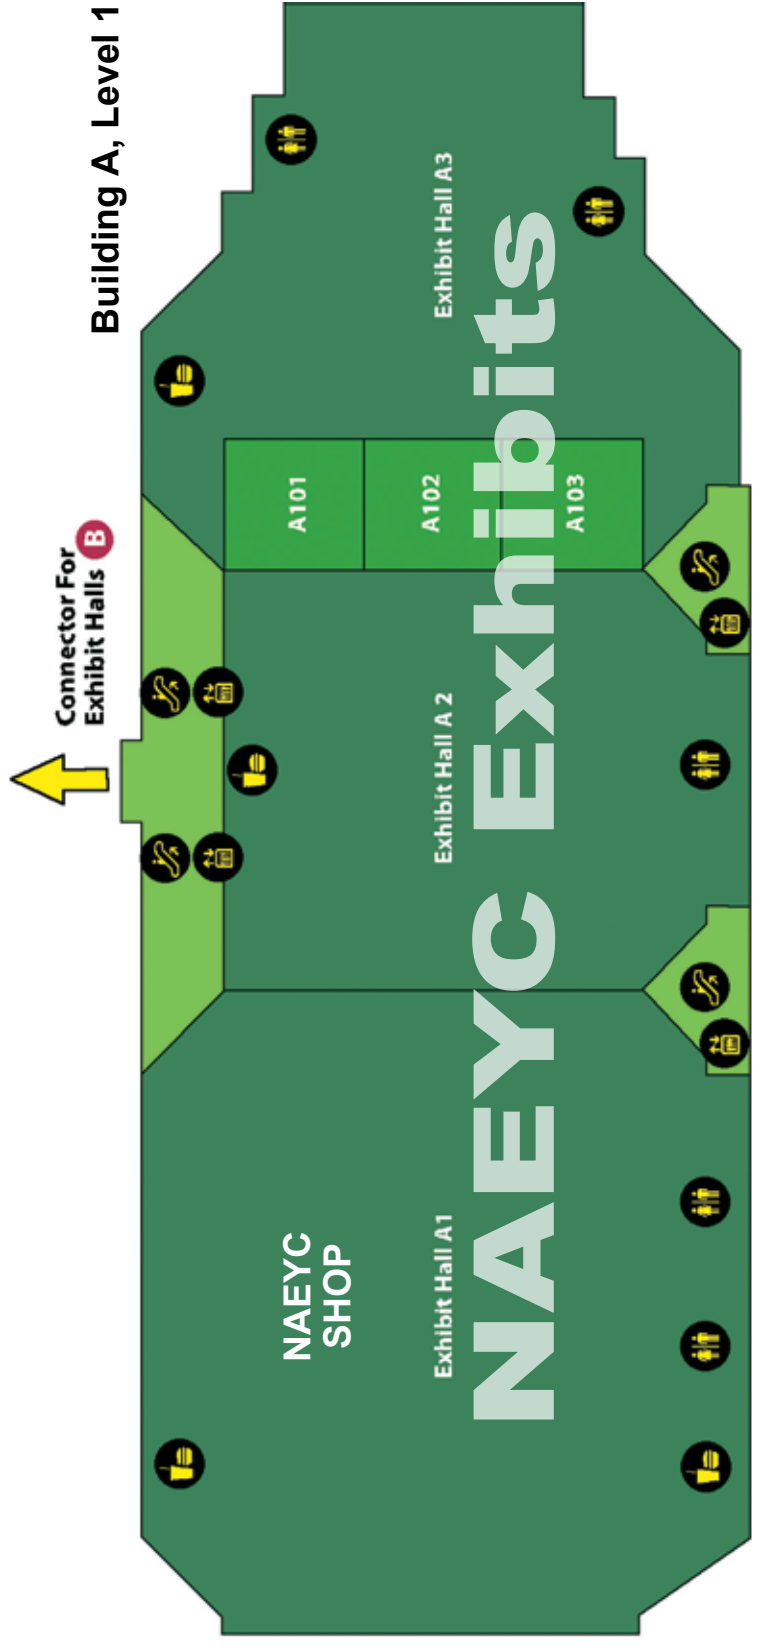 Building A, Level 1
Connector For
Exhibit Halls B
A101
A102
A103
Exhibit Hall A3
Exhibit Hall A 2
Exhibit Hall A1
NAEYC
SHOP
NAEYC Exhibits